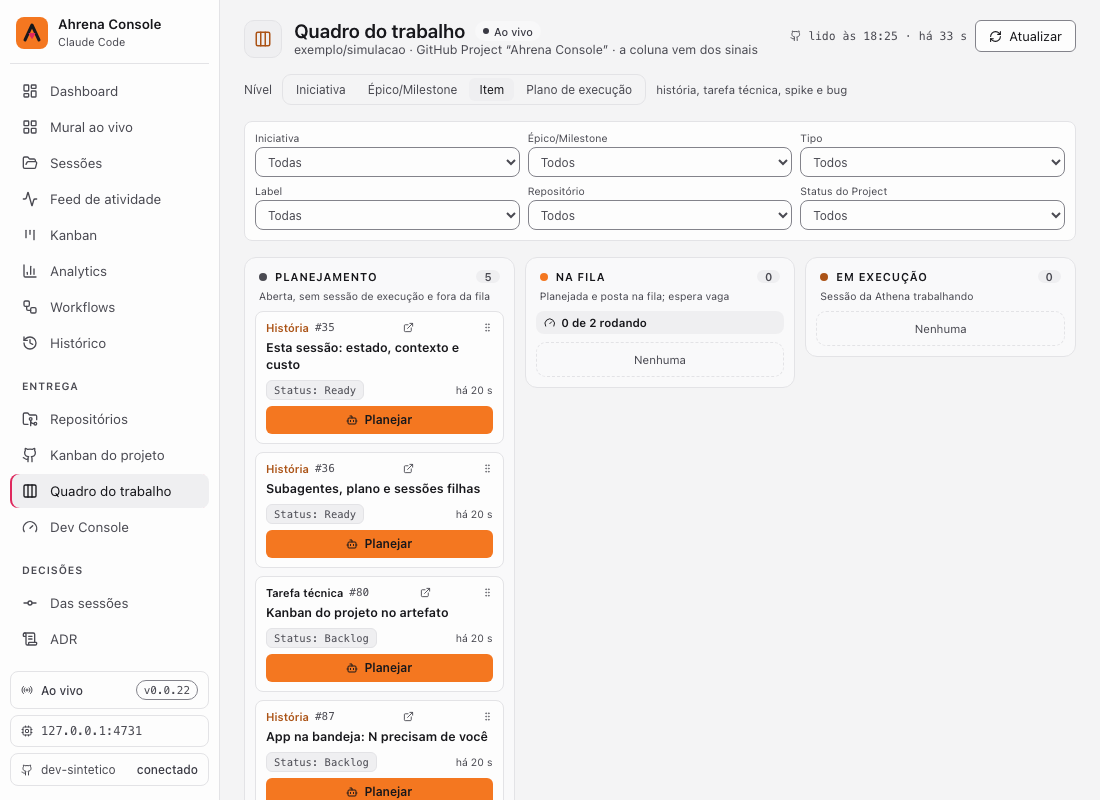 Ahrena Console
Claude Code
Dashboard
Mural ao vivo
Sessões
Feed de atividade
Kanban
Analytics
Workflows
Histórico
ENTREGA
Repositórios
Kanban do projeto
Quadro do trabalho
Dev Console
DECISÕES
Das sessões
ADR
Ao vivo v0.0.22
127.0.0.1:4731
dev-sintetico conectado
Quadro do trabalho Ao vivo
exemplo/simulacao · GitHub Project “Ahrena Console” · a coluna vem dos sinais
lido às 18:25 · há 33 s Atualizar
Nível Iniciativa Épico/Milestone Item Plano de execução história, tarefa técnica, spike e bug
Iniciativa Épico/Milestone Tipo
Todas Todos Todos
Label Repositório Status do Project
Todas Todos Todos
PLANEJAMENTO 5
Aberta, sem sessão de execução e fora da fila
História #35
Esta sessão: estado, contexto e
custo
Status: Ready há 20 s
Planejar
História #36
Subagentes, plano e sessões filhas
Status: Ready há 20 s
Planejar
Tarefa técnica #80
Kanban do projeto no artefato
Status: Backlog há 20 s
Planejar
História #87
App na bandeja: N precisam de você
Status: Backlog há 20 s
Planejar
NA FILA 0
Planejada e posta na fila; espera vaga
0 de 2 rodando
Nenhuma
EM EXECUÇÃO 0
Sessão da Athena trabalhando
Nenhuma